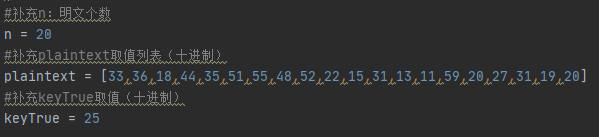 #补充n：明文个数
n = 20
#补充plaintext取值列表（十进制）
plaintext = [33,36,18,44,35,51,55,48,52,22,15,31,13,11,59,20,27,31,19,20]
#补充keyTrue取值（十进制）
keyTrue = 25